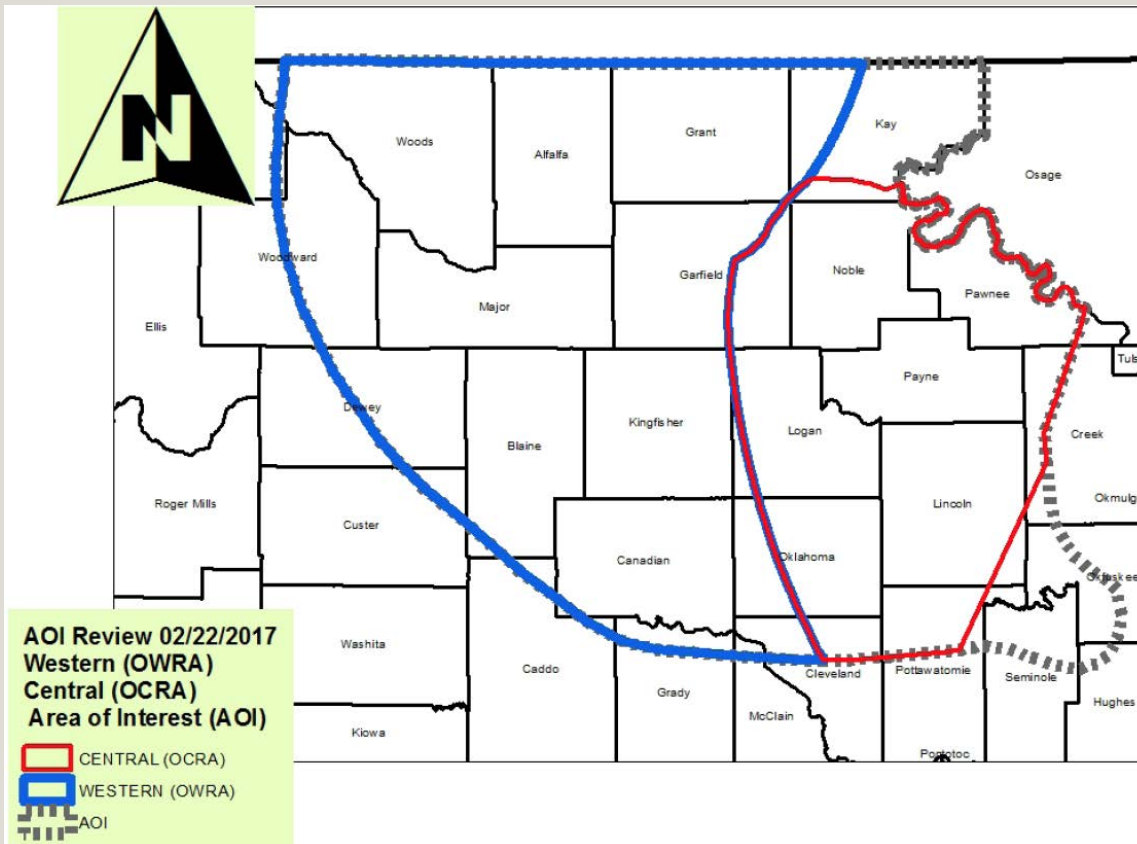 N
Woods
Alfalfa
Grant
Kay
Osage
Woodward
Major
Garfield
Noble
Pawnee
Ellis
Tuls
Dewey
Blaine
Kingfisher
Logan
Payne
Creek
Roger Mills
Custer
Canadian
Oklahoma
Lincoln
Okmulg
Okfuskee
Washita
Caddo
Grady
McClain
Cleveland
Pottawatomie
Seminole
Hughes
Kiowa
Pontotoc
AOI Review 02/22/2017
Western (OWRA)
Central (OCRA)
Area of Interest (AOI)
CENTRAL (OCRA)
WESTERN (OWRA)
AOI